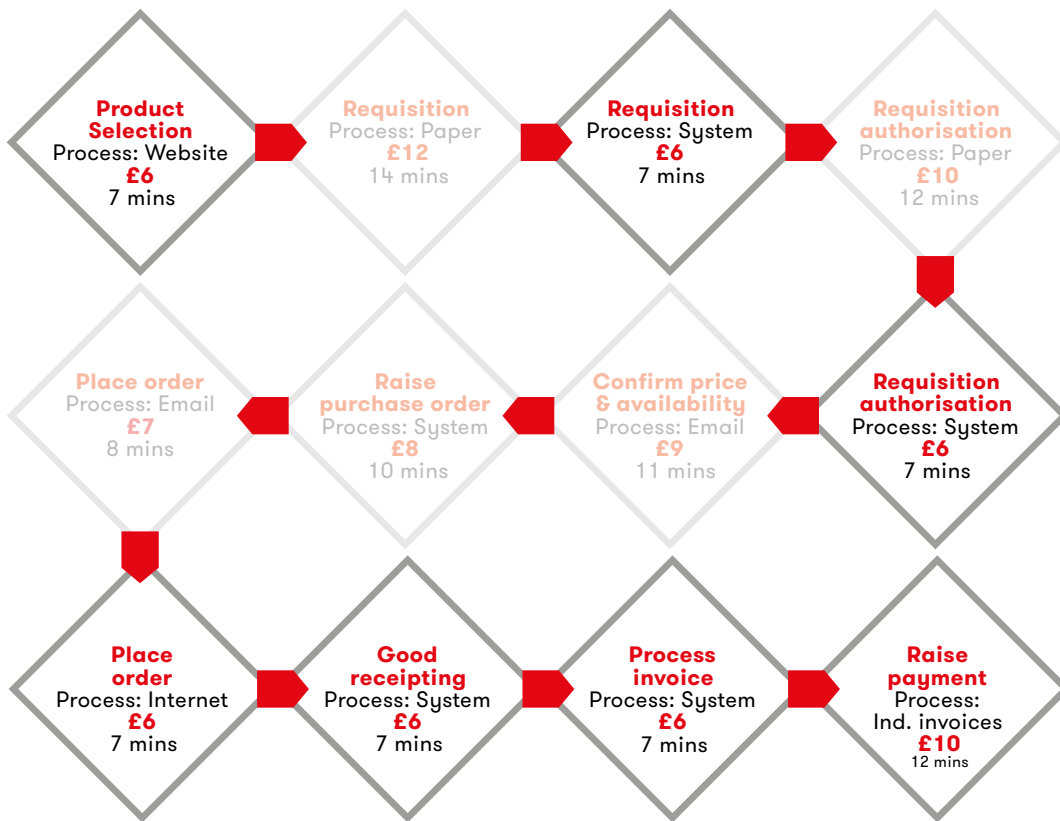 Product
Selection
Process: Website
£6
7 mins
Requisition
Process: Paper
£12
14 mins
Requisition
Process: System
£6
7 mins
Requisition
authorisation
Process: Paper
£10
12 mins
Requisition
authorisation
Process: System
£6
7 mins
Confirm price
& availability
Process: Email
£9
11 mins
Raise
purchase order
Process: System
£8
10 mins
Place order
Process: Email
£7
8 mins
Place
order
Process: Internet
£6
7 mins
Good
receipting
Process: System
£6
7 mins
Process
invoice
Process: System
£6
7 mins
Raise
payment
Process:
Ind. invoices
£10
12 mins